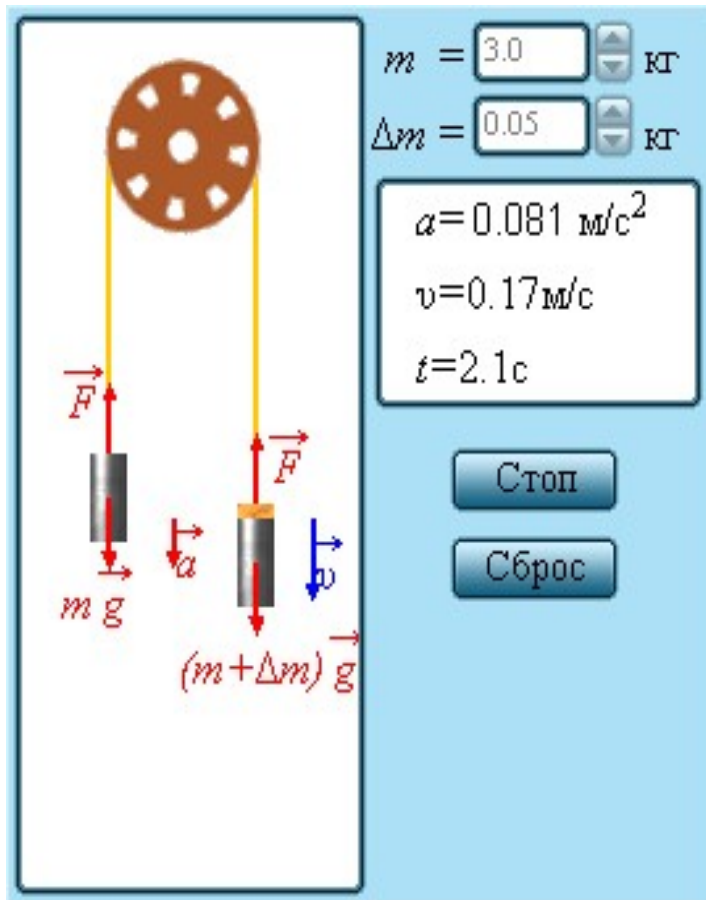 m = 3.0 кг
Δm = 0.05 кг
a=0.081 м/с²
υ=0.17м/с
t=2.1с
F
F
Стоп
a
υ
Сброс
m g
(m+Δm) g